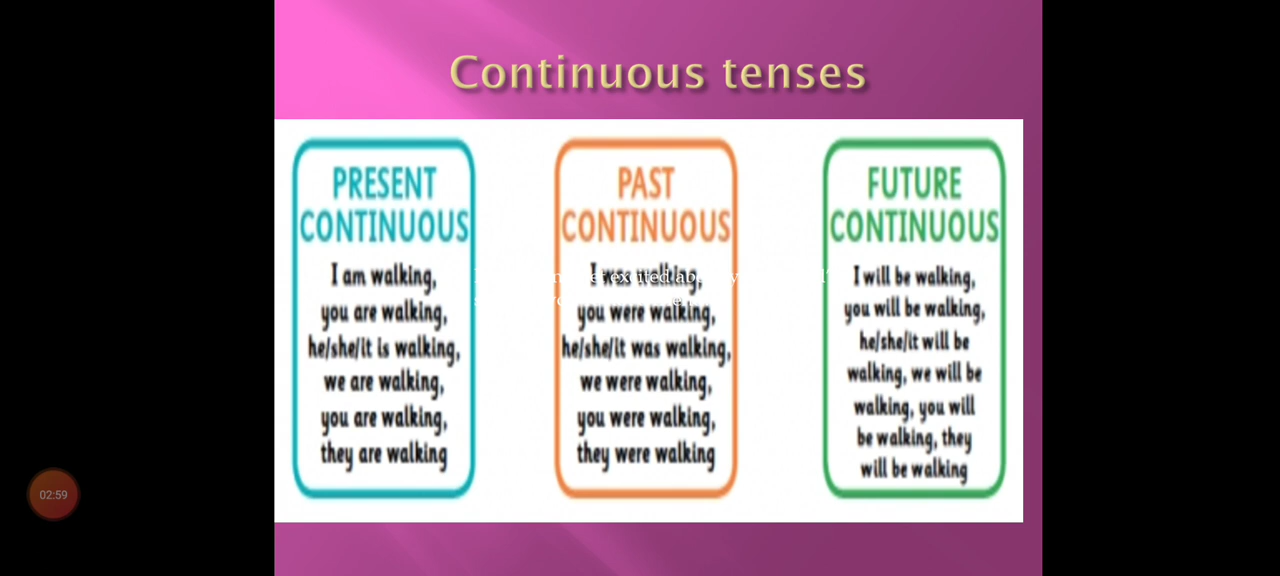 Continuous tenses
PRESENT
CONTINUOUS
I am walking,
you are walking,
he/she/it is walking,
we are walking,
you are walking,
they are walking
PAST
CONTINUOUS
excited
you were walking,
he/she/it was walking,
we were walking,
you were walking,
they were walking
FUTURE
CONTINUOUS
I will be walking,
you will be walking,
he/she/it will be
walking, we will be
walking, you will
be walking, they
will be walking
02:59